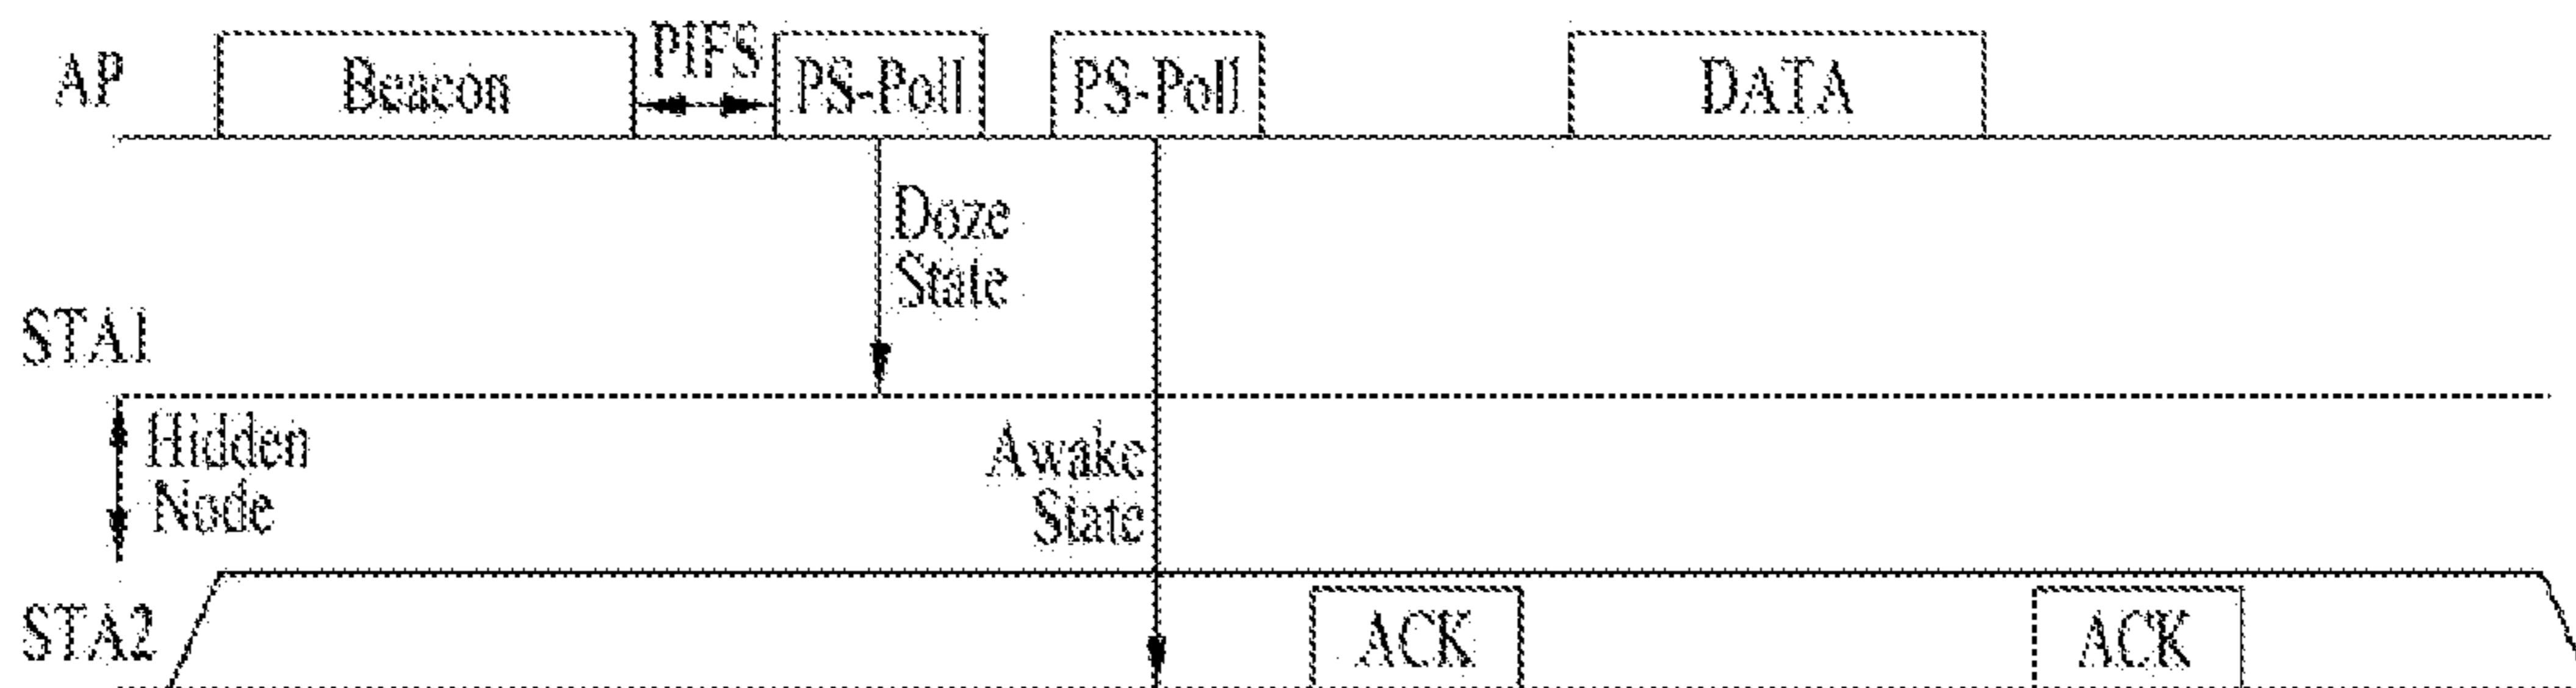 PIFS
AP Beacon PS-Poll PS-Poll DATA
Doze
State
STA1
Hidden
Node
Awake
State
STA2 ACK ACK